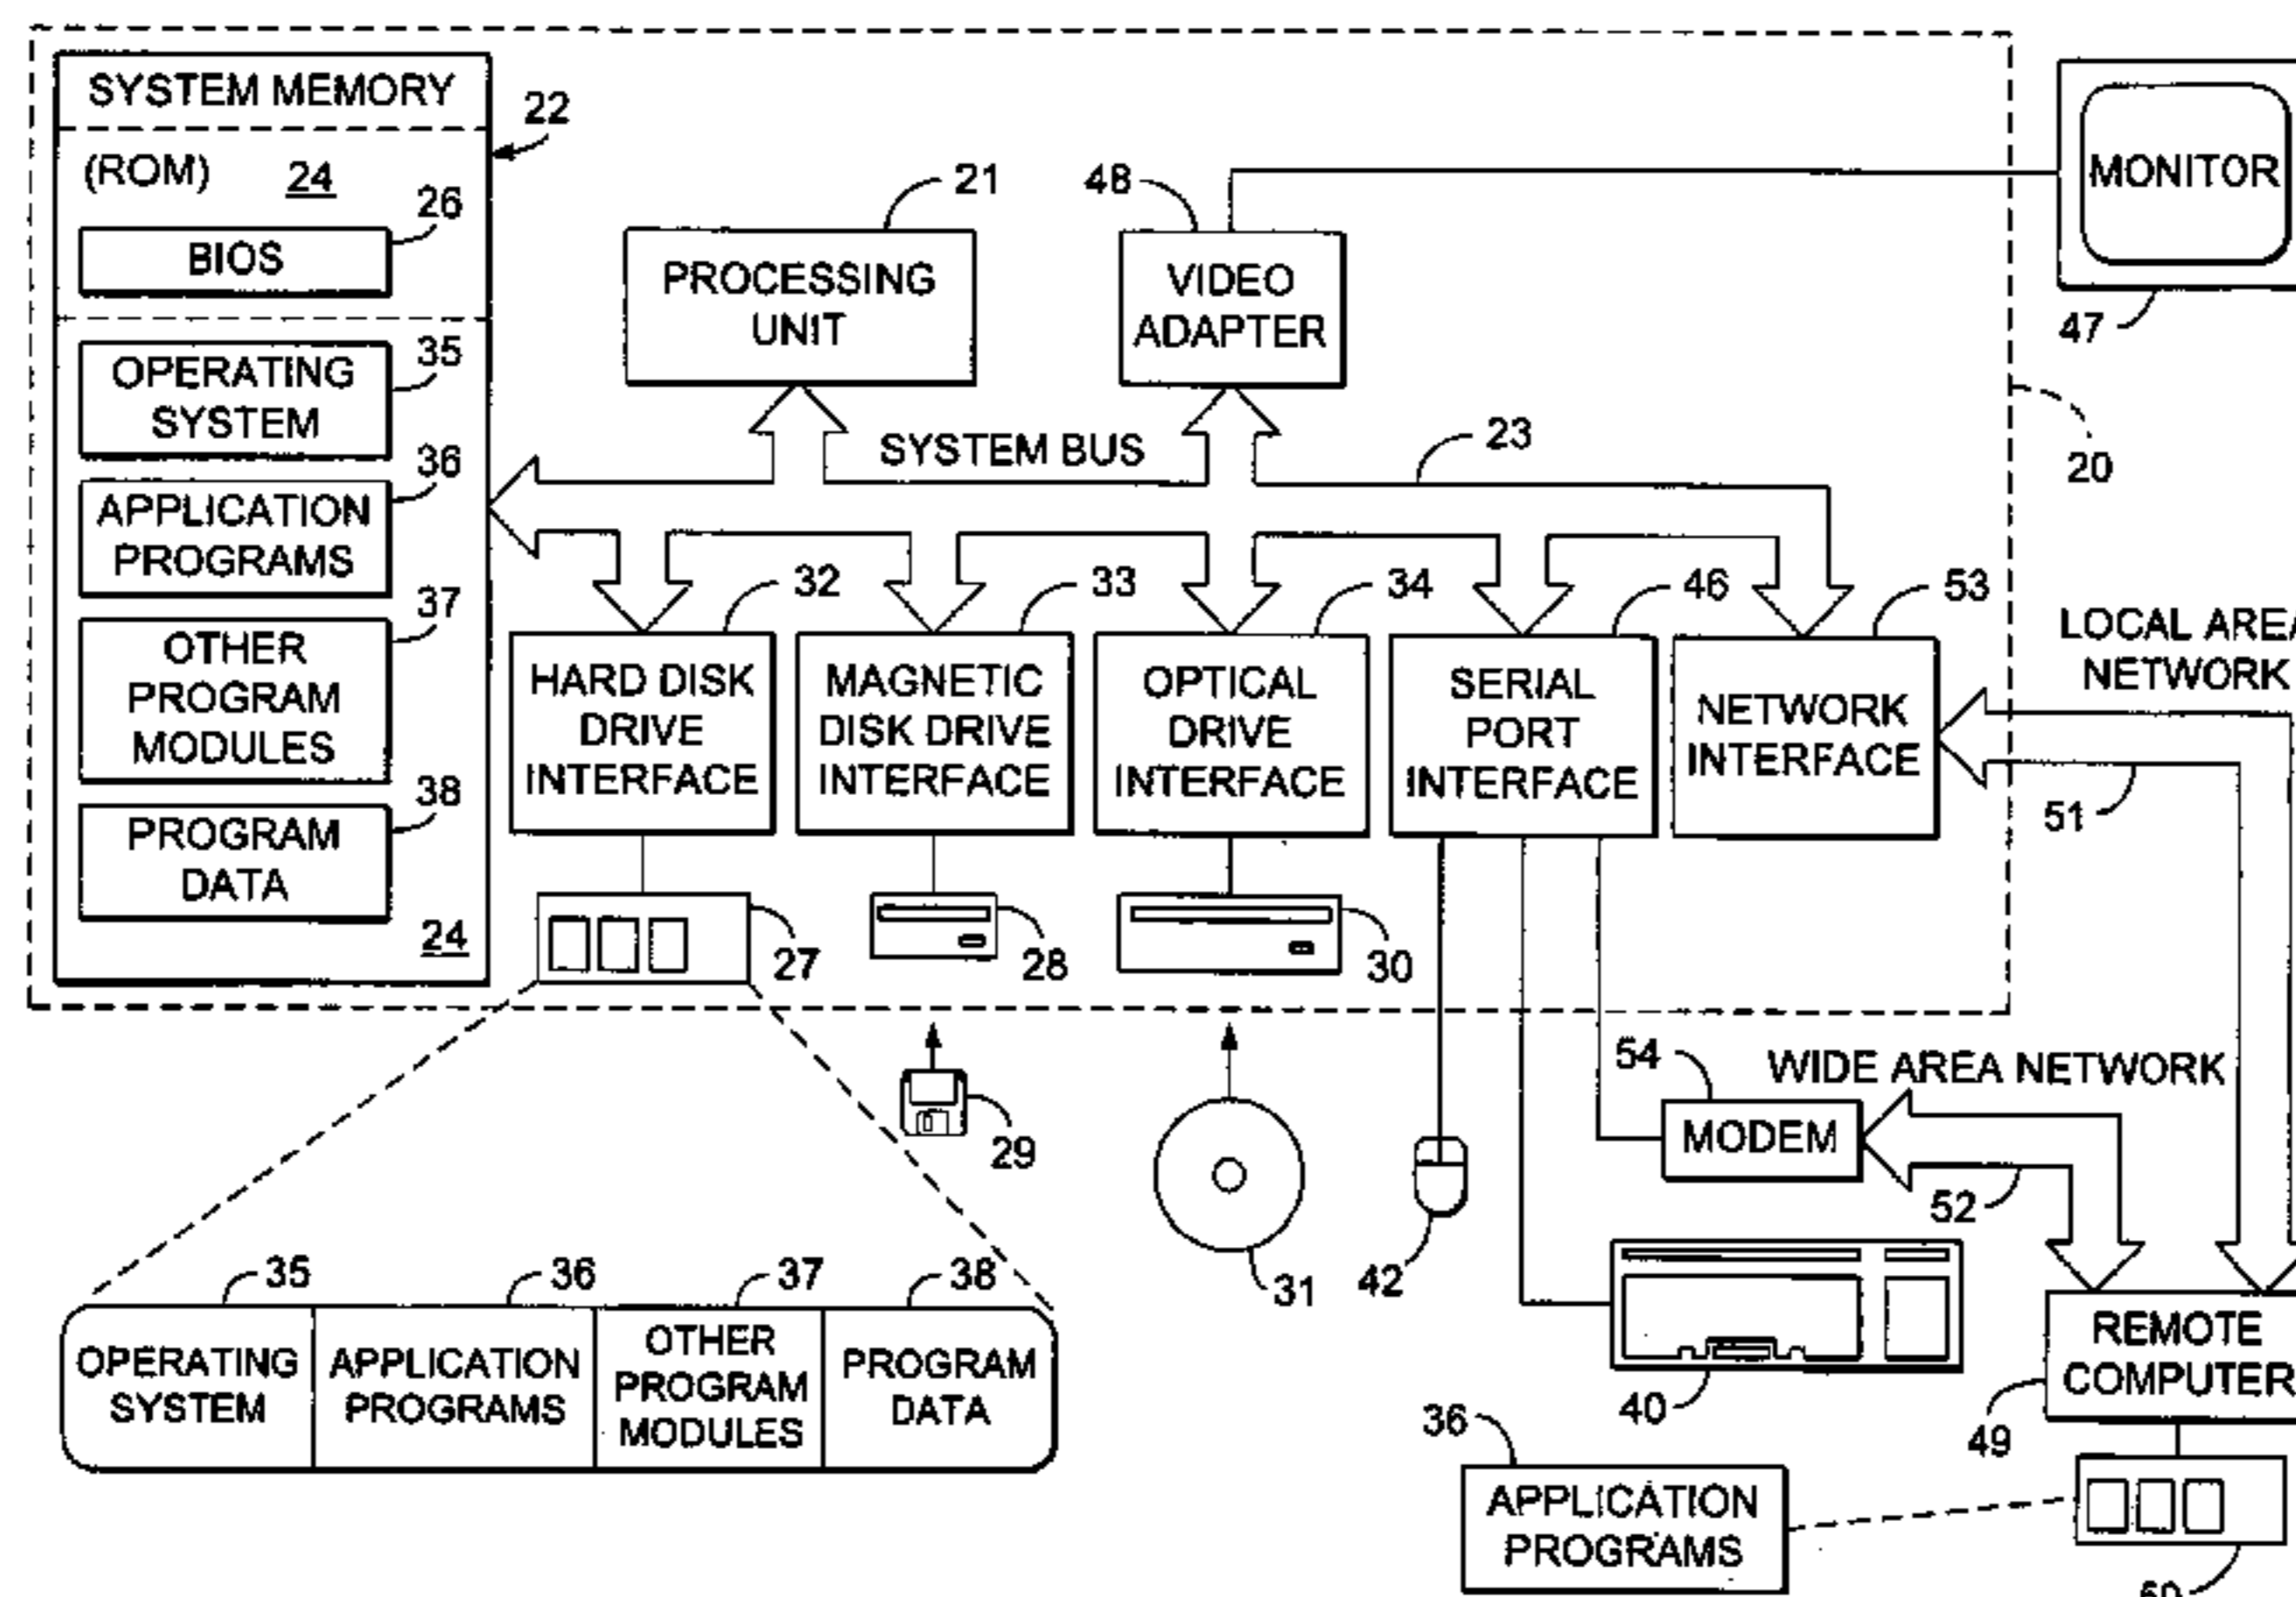 SYSTEM MEMORY
22
(ROM)
24
26
BIOS
35
OPERATING
SYSTEM
36
APPLICATION
PROGRAMS
37
OTHER
PROGRAM
MODULES
38
PROGRAM
DATA
24
21
PROCESSING
UNIT
48
VIDEO
ADAPTER
MONITOR
47
20
SYSTEM BUS
23
32
HARD DISK
DRIVE
INTERFACE
33
MAGNETIC
DISK DRIVE
INTERFACE
34
OPTICAL
DRIVE
INTERFACE
46
SERIAL
PORT
INTERFACE
53
NETWORK
INTERFACE
LOCAL AREA
NETWORK
51
27
28
30
29
31
42
54
MODEM
WIDE AREA NETWORK
52
40
REMOTE
COMPUTER
49
35
OPERATING
SYSTEM
36
APPLICATION
PROGRAMS
37
OTHER
PROGRAM
MODULES
38
PROGRAM
DATA
36
APPLICATION
PROGRAMS